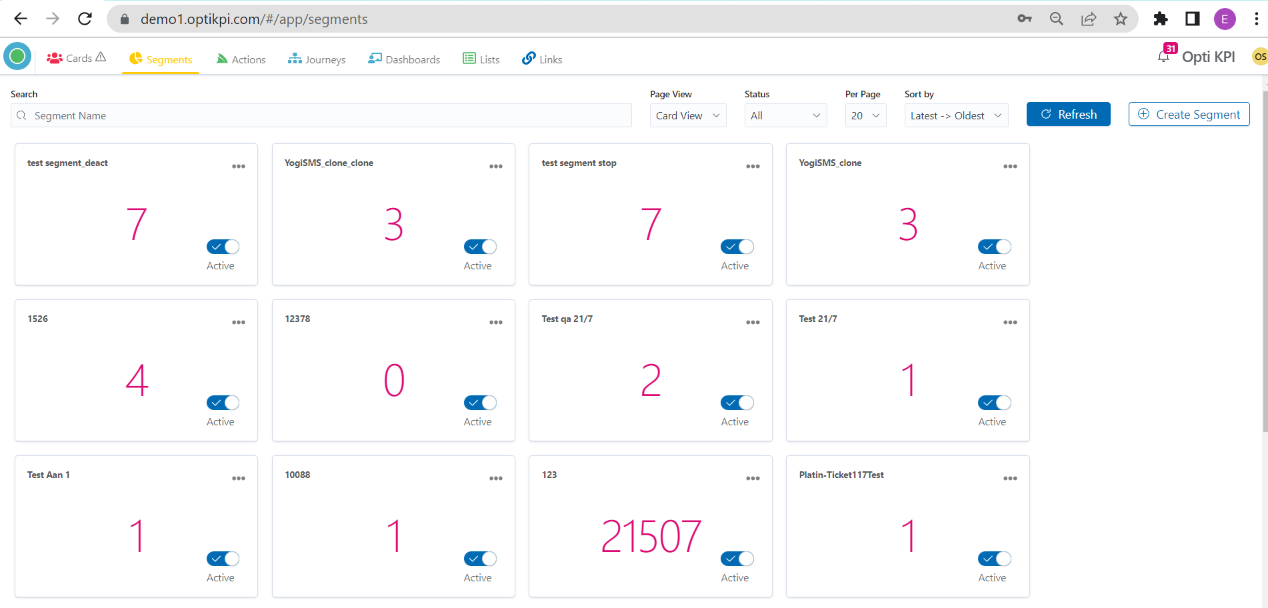 demo1.optikpi.com/#/app/segments
E
Cards Segments Actions Journeys Dashboards Lists Links 31 Opti KPI OS
Search Page View Status Per Page Sort by
Segment Name Card View All 20 Latest -> Oldest Refresh Create Segment
test segment_deact YogiSMS_clone_clone test segment stop YogiSMS_clone
7 3 7 3
Active Active Active Active
1526 12378 Test qa 21/7 Test 21/7
4 0 2 1
Active Active Active Active
Test Aan 1 10088 123 Platin-Ticket117Test
1 1 21507 1
Active Active Active Active